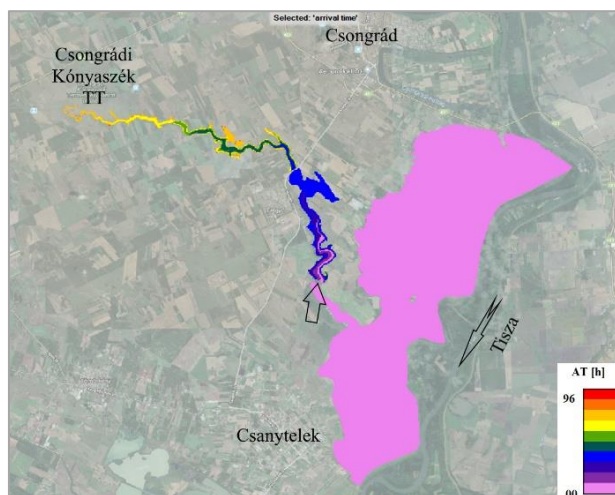 Selected: 'arrival time'
Csongrád
Csongrádi
Kónyaszék
TT
Tisza
Csanytelek
AT [h]
96
00